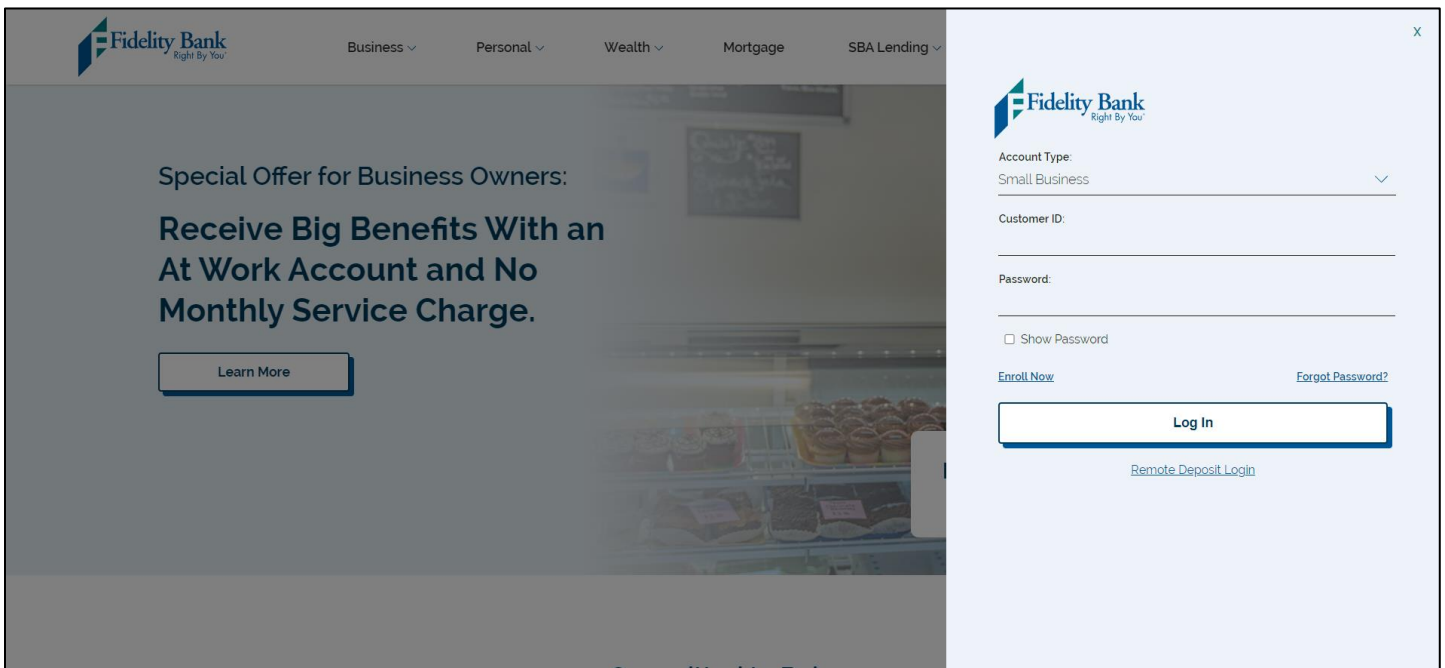 Fidelity Bank
Right By You
Business
Personal
Wealth
Mortgage
SBA Lending
Special Offer for Business Owners:
Receive Big Benefits With an
At Work Account and No
Monthly Service Charge.
Learn More
X
Fidelity Bank
Right By You
Account Type:
Small Business
Customer ID:
Password:
Show Password
Enroll Now
Forgot Password?
Log In
Remote Deposit Login